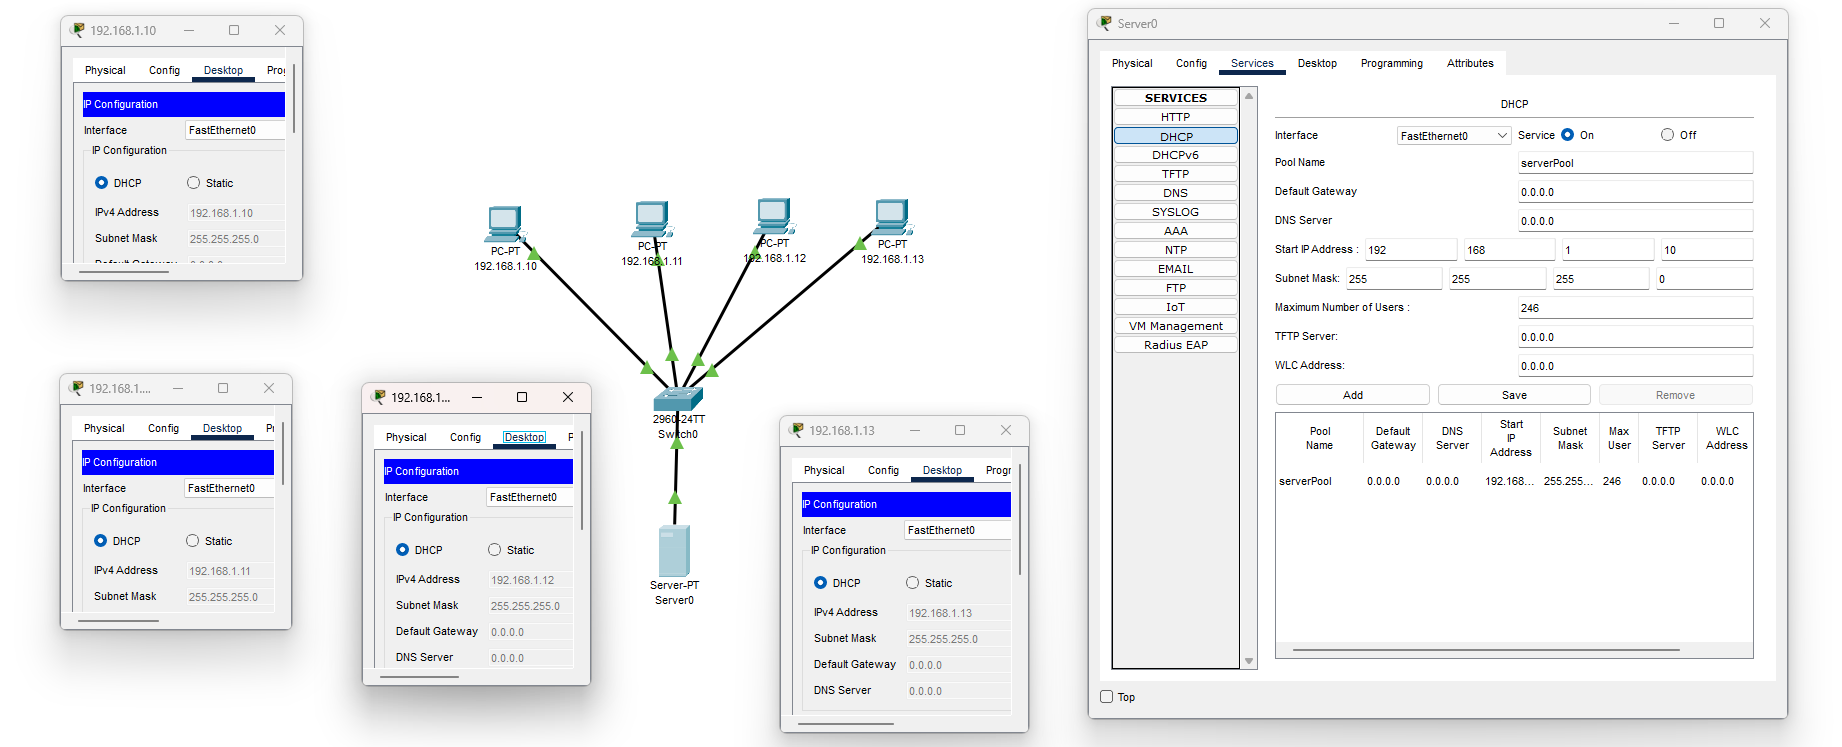 192.168.1.10
Physical Config Desktop Prog
IP Configuration
Interface FastEthernet0
IP Configuration
DHCP Static
IPv4 Address 192.168.1.10
Subnet Mask 255.255.255.0
Default Gateway 0.0.0.0
192.168.1....
Physical Config Desktop P
IP Configuration
Interface FastEthernet0
IP Configuration
DHCP Static
IPv4 Address 192.168.1.11
Subnet Mask 255.255.255.0
192.168.1...
Physical Config Desktop P
IP Configuration
Interface FastEthernet0
IP Configuration
DHCP Static
IPv4 Address 192.168.1.12
Subnet Mask 255.255.255.0
Default Gateway 0.0.0.0
DNS Server 0.0.0.0
PC-PT
192.168.1.10
PC-PT
192.168.1.11
PC-PT
192.168.1.12
PC-PT
192.168.1.13
2960-24TT
Switch0
Server-PT
Server0
192.168.1.13
Physical Config Desktop Progr
IP Configuration
Interface FastEthernet0
IP Configuration
DHCP Static
IPv4 Address 192.168.1.13
Subnet Mask 255.255.255.0
Default Gateway 0.0.0.0
DNS Server 0.0.0.0
Server0
Physical Config Services Desktop Programming Attributes
SERVICES
HTTP
DHCP
DHCPv6
TFTP
DNS
SYSLOG
AAA
NTP
EMAIL
FTP
IoT
VM Management
Radius EAP
DHCP
Interface FastEthernet0 Service On Off
Pool Name serverPool
Default Gateway 0.0.0.0
DNS Server 0.0.0.0
Start IP Address : 192 168 1 10
Subnet Mask: 255 255 255 0
Maximum Number of Users : 246
TFTP Server: 0.0.0.0
WLC Address: 0.0.0.0
Add Save Remove
Pool Name Default Gateway DNS Server Start IP Address Subnet Mask Max User TFTP Server WLC Address
serverPool 0.0.0.0 0.0.0.0 192.168... 255.255... 246 0.0.0.0 0.0.0.0
Top